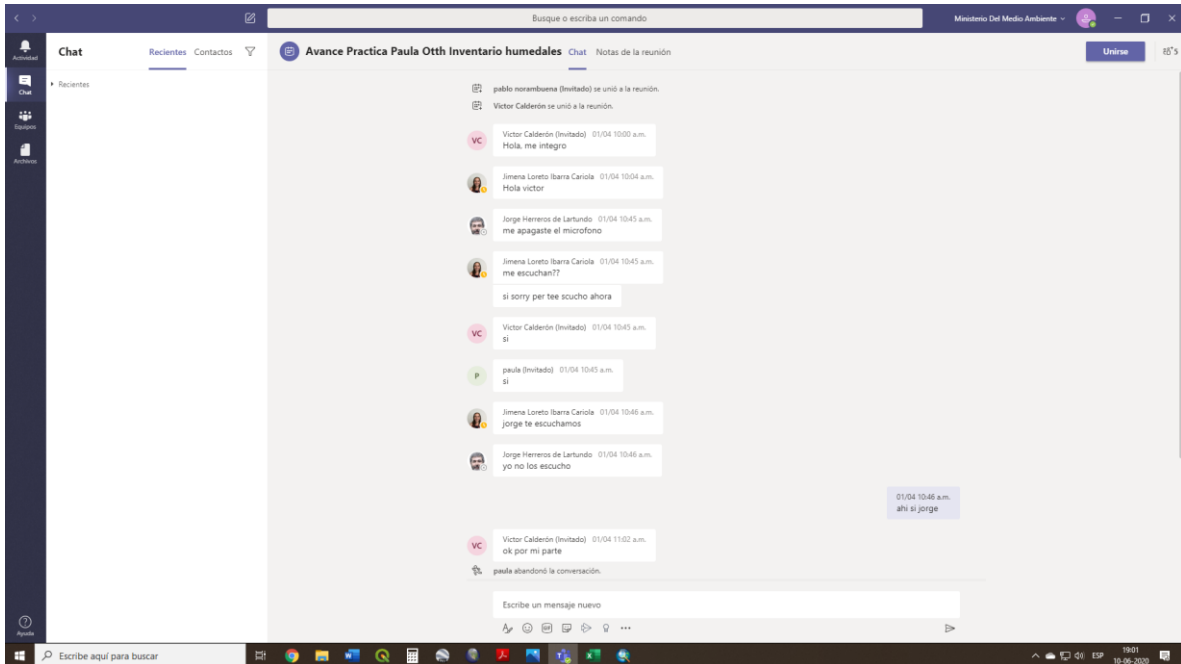 Busque o escriba un comando
Ministerio Del Medio Ambiente
Actividad
Chat
Equipos
Archivos
Ayuda
Chat
Recientes Contactos
Recientes
Avance Practica Paula Otth Inventario humedales Chat Notas de la reunión
Unirse
5
pablo norambuena (Invitado) se unió a la reunión.
Victor Calderón se unió a la reunión.
VC
Victor Calderón (Invitado) 01/04 10:00 a.m.
Hola, me integro
Jimena Loreto Ibarra Cariola 01/04 10:04 a.m.
Hola victor
Jorge Herreros de Lartundo 01/04 10:45 a.m.
me apagaste el microfono
Jimena Loreto Ibarra Cariola 01/04 10:45 a.m.
me escuchan??
si sorry per tee scucho ahora
VC
Victor Calderón (Invitado) 01/04 10:45 a.m.
si
P
paula (Invitado) 01/04 10:45 a.m.
si
Jimena Loreto Ibarra Cariola 01/04 10:46 a.m.
jorge te escuchamos
Jorge Herreros de Lartundo 01/04 10:46 a.m.
yo no los escucho
01/04 10:46 a.m.
ahi si jorge
VC
Victor Calderón (Invitado) 01/04 11:02 a.m.
ok por mi parte
paula abandonó la conversación.
Escribe un mensaje nuevo
GIF
Escribe aquí para buscar
ESP
19:01
10-06-2020